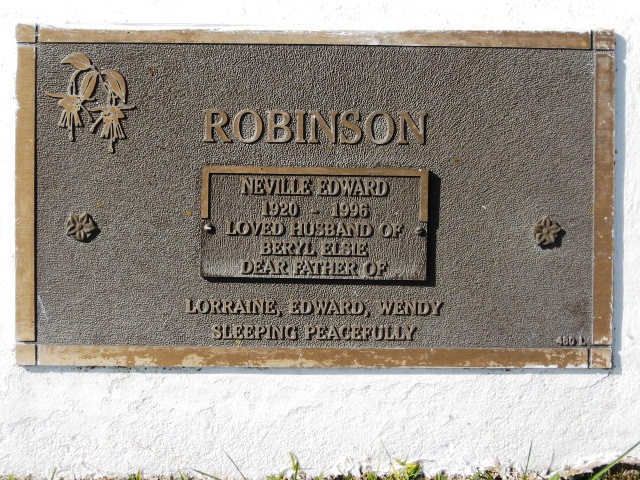 ROBINSON
NEVILLE EDWARD
1920 - 1996
LOVED HUSBAND OF
BERYL ELSIE
DEAR FATHER OF
LORRAINE, EDWARD, WENDY
SLEEPING PEACEFULLY
480 L